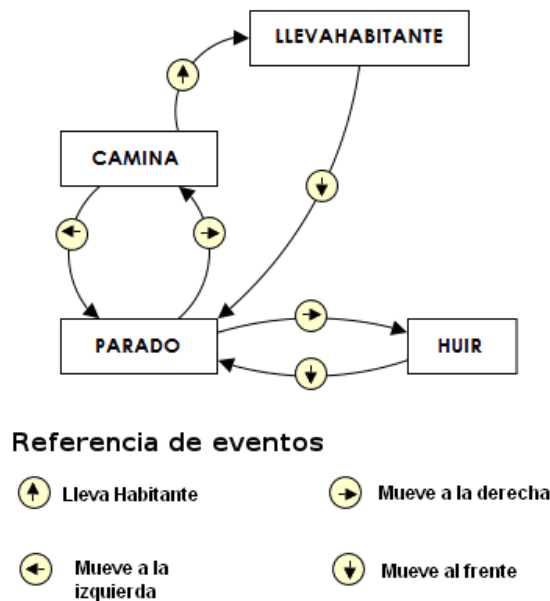 LLEVAHABITANTE
CAMINA
PARADO
HUIR
Referencia de eventos
Lleva Habitante
Mueve a la derecha
Mueve a la
izquierda
Mueve al frente